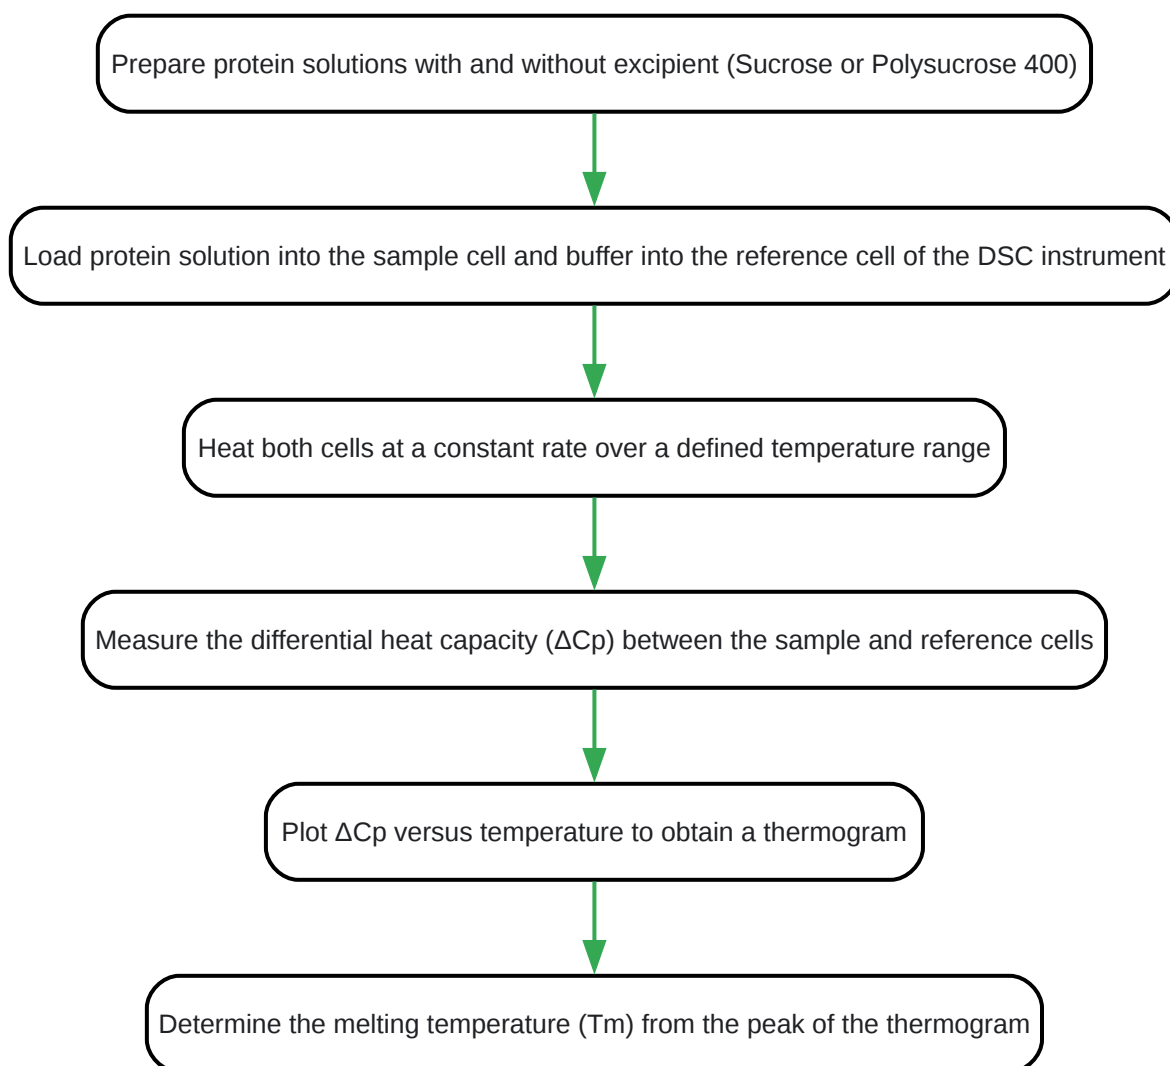 Prepare protein solutions with and without excipient (Sucrose or Polysucrose 400)
Load protein solution into the sample cell and buffer into the reference cell of the DSC instrument
Heat both cells at a constant rate over a defined temperature range
Measure the differential heat capacity (ΔCp) between the sample and reference cells
Plot ΔCp versus temperature to obtain a thermogram
Determine the melting temperature (Tm) from the peak of the thermogram